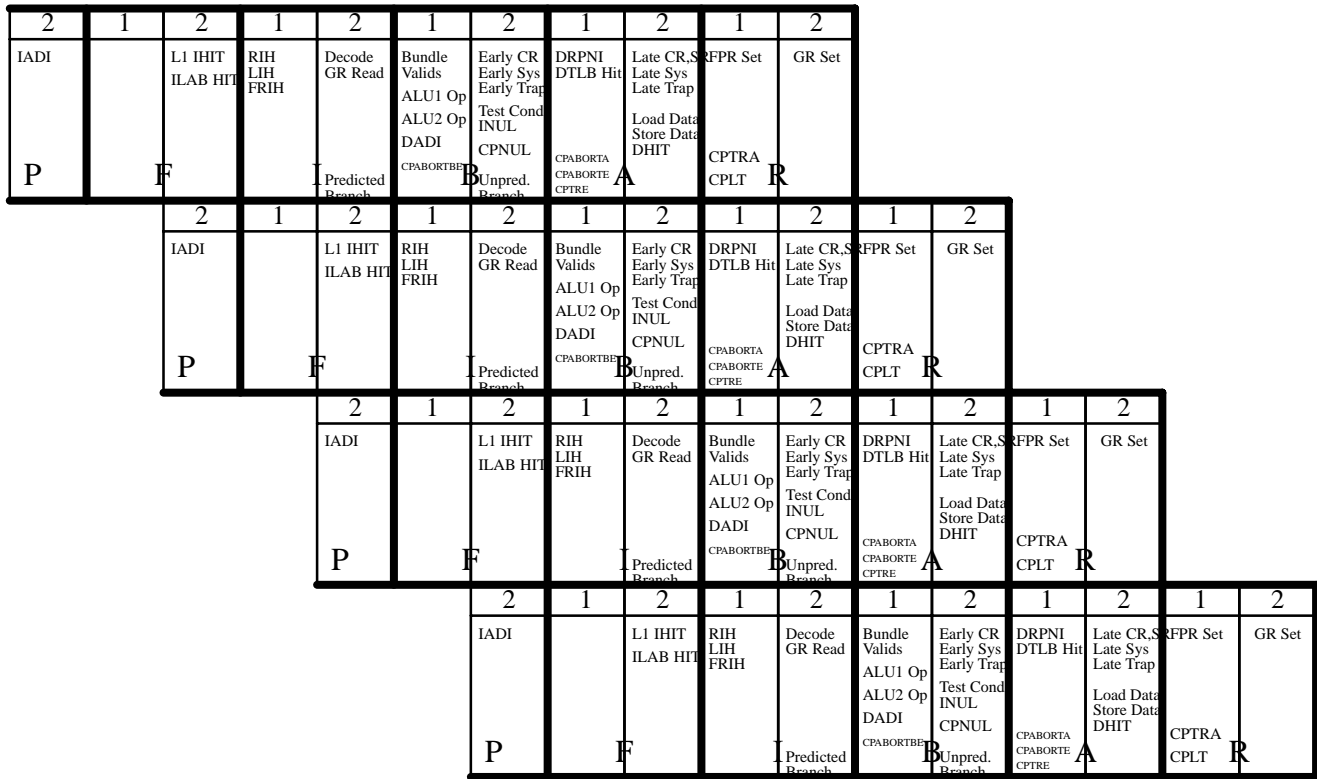 2 1 2 1 2 1 2 1 2 1 2
IADI
P
L1 IHIT
ILAB HIT
F
RIH
LIH
FRIH
I
Decode
GR Read
Predicted
Branch
Bundle
Valids
ALU1 Op
ALU2 Op
DADI
CPABORTBE
B
Early CR
Early Sys
Early Trap
Test Cond
INUL
CPNUL
Unpred.
Branch
DRPNI
DTLB Hit
CPABORTA
CPABORTE
CPTRE
A
Late CR,SR
Late Sys
Late Trap
Load Data
Store Data
DHIT
FPR Set
CPTRA
CPLT
R
GR Set
2 1 2 1 2 1 2 1 2 1 2
IADI
P
L1 IHIT
ILAB HIT
F
RIH
LIH
FRIH
I
Decode
GR Read
Predicted
Branch
Bundle
Valids
ALU1 Op
ALU2 Op
DADI
CPABORTBE
B
Early CR
Early Sys
Early Trap
Test Cond
INUL
CPNUL
Unpred.
Branch
DRPNI
DTLB Hit
CPABORTA
CPABORTE
CPTRE
A
Late CR,SR
Late Sys
Late Trap
Load Data
Store Data
DHIT
FPR Set
CPTRA
CPLT
R
GR Set
2 1 2 1 2 1 2 1 2 1 2
IADI
P
L1 IHIT
ILAB HIT
F
RIH
LIH
FRIH
I
Decode
GR Read
Predicted
Branch
Bundle
Valids
ALU1 Op
ALU2 Op
DADI
CPABORTBE
B
Early CR
Early Sys
Early Trap
Test Cond
INUL
CPNUL
Unpred.
Branch
DRPNI
DTLB Hit
CPABORTA
CPABORTE
CPTRE
A
Late CR,SR
Late Sys
Late Trap
Load Data
Store Data
DHIT
FPR Set
CPTRA
CPLT
R
GR Set
2 1 2 1 2 1 2 1 2 1 2
IADI
P
L1 IHIT
ILAB HIT
F
RIH
LIH
FRIH
I
Decode
GR Read
Predicted
Branch
Bundle
Valids
ALU1 Op
ALU2 Op
DADI
CPABORTBE
B
Early CR
Early Sys
Early Trap
Test Cond
INUL
CPNUL
Unpred.
Branch
DRPNI
DTLB Hit
CPABORTA
CPABORTE
CPTRE
A
Late CR,SR
Late Sys
Late Trap
Load Data
Store Data
DHIT
FPR Set
CPTRA
CPLT
R
GR Set